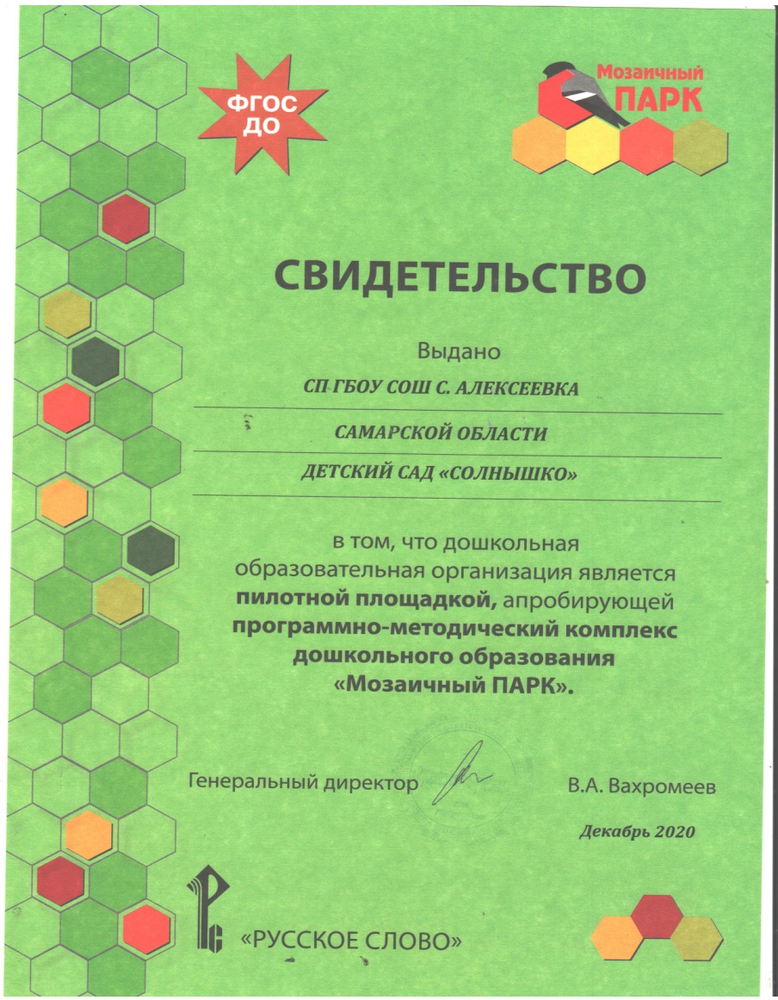 ФГОС
ДО
Мозаичный
ПАРК
СВИДЕТЕЛЬСТВО
Выдано
СП ГБОУ СОШ С. АЛЕКСЕЕВКА
САМАРСКОЙ ОБЛАСТИ
ДЕТСКИЙ САД «СОЛНЫШКО»
в том, что дошкольная
образовательная организация является
пилотной площадкой, апробирующей
программно-методический комплекс
дошкольного образования
«Мозаичный ПАРК».
Генеральный директор
В.А. Вахромеев
Декабрь 2020
«РУССКОЕ СЛОВО»